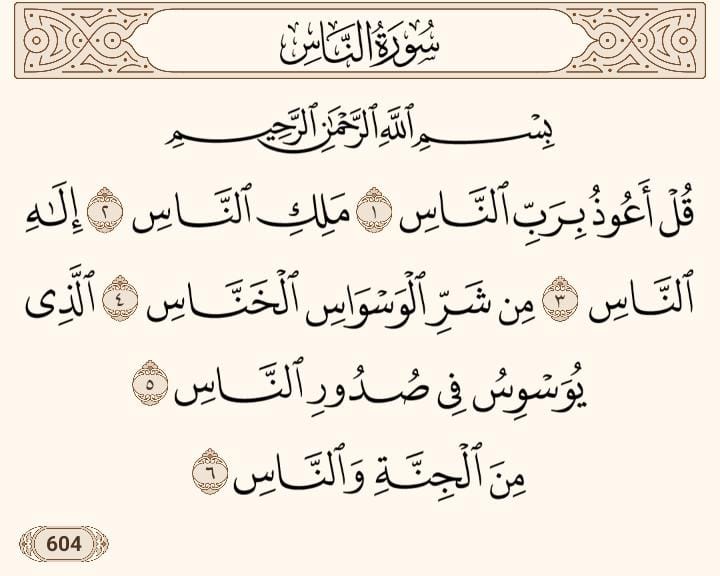 سُورَةُ النَّاسِ
بِسْمِ ٱللَّهِ ٱلرَّحْمَٰنِ ٱلرَّحِيمِ
قُلْ أَعُوذُ بِرَبِّ ٱلنَّاسِ ١ مَلِكِ ٱلنَّاسِ ٢ إِلَٰهِ
ٱلنَّاسِ ٣ مِن شَرِّ ٱلْوَسْوَاسِ ٱلْخَنَّاسِ ٤ ٱلَّذِى
يُوَسْوِسُ فِى صُدُورِ ٱلنَّاسِ ٥
مِنَ ٱلْجِنَّةِ وَٱلنَّاسِ ٦
604